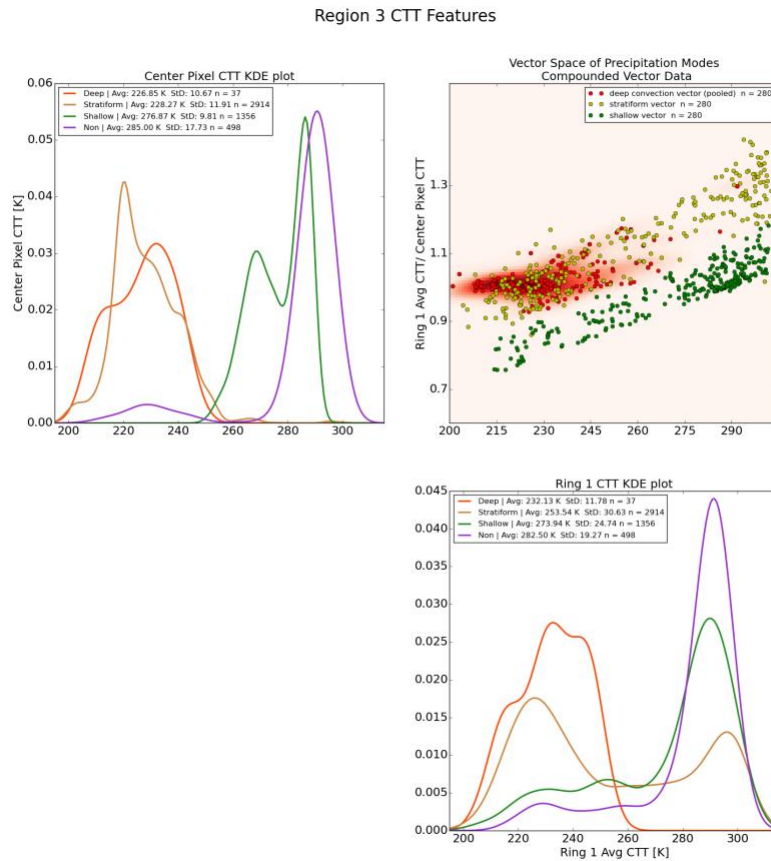 Region 3 CTT Features
Center Pixel CTT KDE plot
Deep | Avg: 226.85 K StD: 10.67 n = 37
Stratiform | Avg: 228.27 K StD: 11.91 n = 2914
Shallow | Avg: 276.87 K StD: 9.81 n = 1356
Non | Avg: 285.00 K StD: 17.73 n = 498
Center Pixel CTT [K]
0.06
0.05
0.04
0.03
0.02
0.01
0.00
200 220 240 260 280 300
Vector Space of Precipitation Modes
Compounded Vector Data
deep convection vector (pooled) n = 280
stratiform vector n = 280
shallow vector n = 280
Ring 1 Avg CTT/ Center Pixel CTT
1.3
1.1
0.9
0.7
200 215 230 245 260 275 290
Ring 1 CTT KDE plot
Deep | Avg: 232.13 K StD: 11.78 n = 37
Stratiform | Avg: 253.54 K StD: 30.63 n = 2914
Shallow | Avg: 273.94 K StD: 24.74 n = 1356
Non | Avg: 282.50 K StD: 19.27 n = 498
0.045
0.040
0.035
0.030
0.025
0.020
0.015
0.010
0.005
0.000
200 220 240 260 280 300
Ring 1 Avg CTT [K]